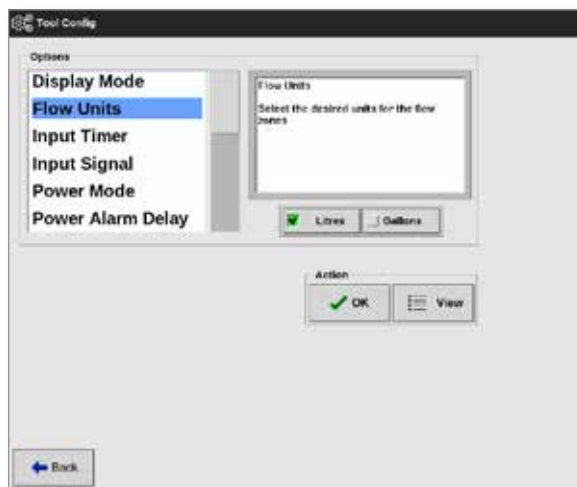 Tool Config
Options
Display Mode
Flow Units
Input Timer
Input Signal
Power Mode
Power Alarm Delay
Flow Units
Select the desired units for the flow
zones
Litres
Gallons
Action
OK
View
Back